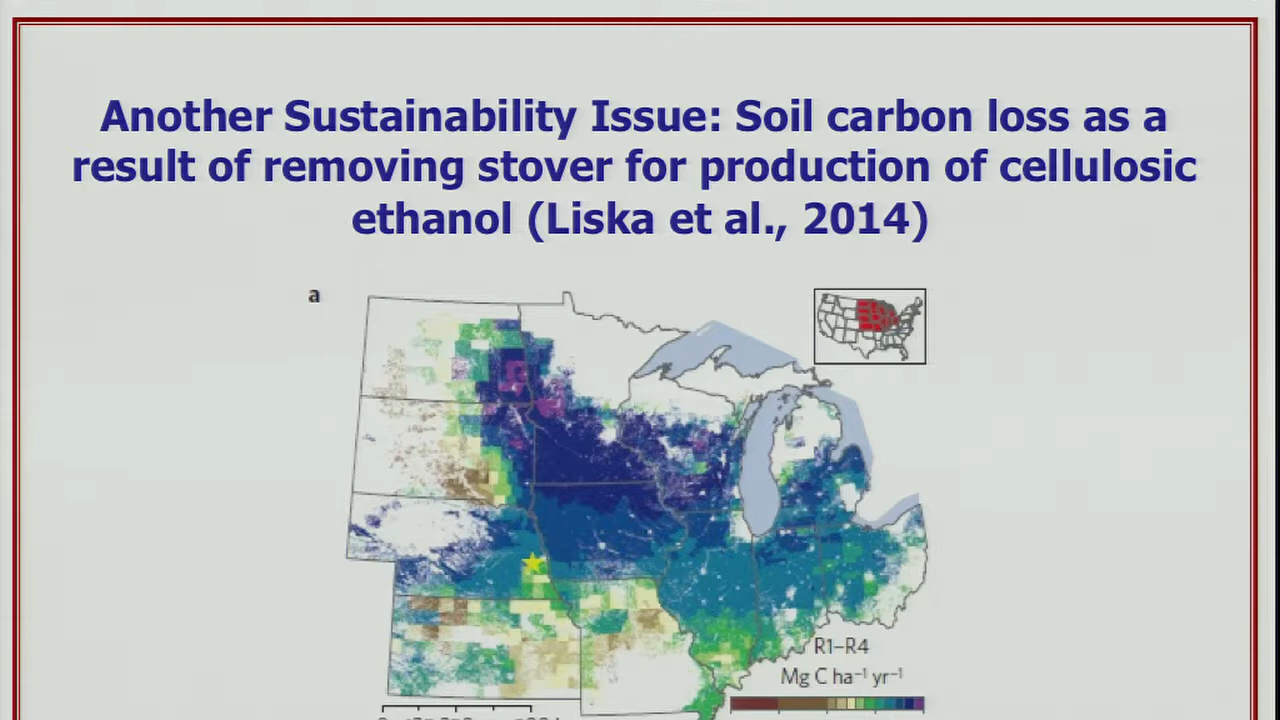 Another Sustainability Issue: Soil carbon loss as a
result of removing stover for production of cellulosic
ethanol (Liska et al., 2014)
a
R1–R4
Mg C ha⁻¹ yr⁻¹